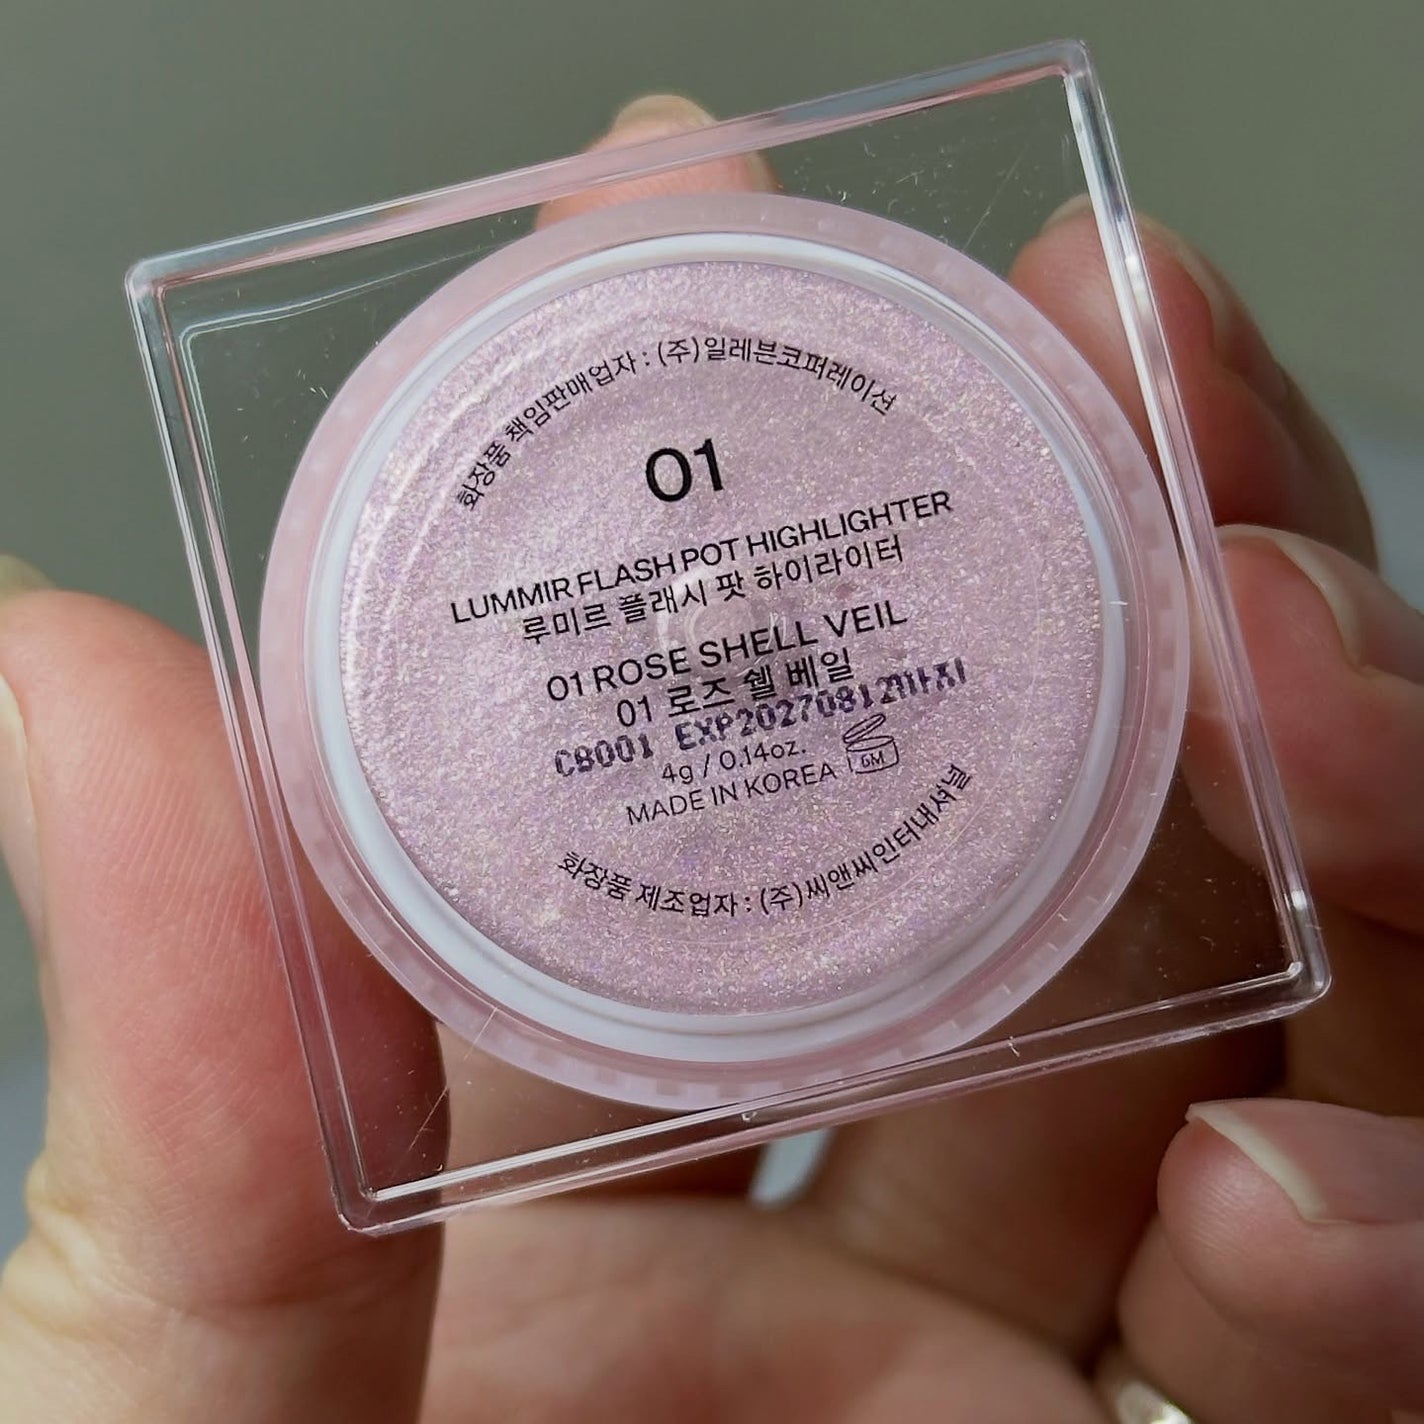 화장품 책임판매업자 : (주)일레븐코퍼레이션
01
LUMMIR FLASH POT HIGHLIGHTER
루미르 플래시 팟 하이라이터
01 ROSE SHELL VEIL
01 로즈 쉘 베일
CB001 EXP20270812까지
4g / 0.14oz.
MADE IN KOREA
6M
화장품 제조업자 : (주)씨앤씨인터내셔널